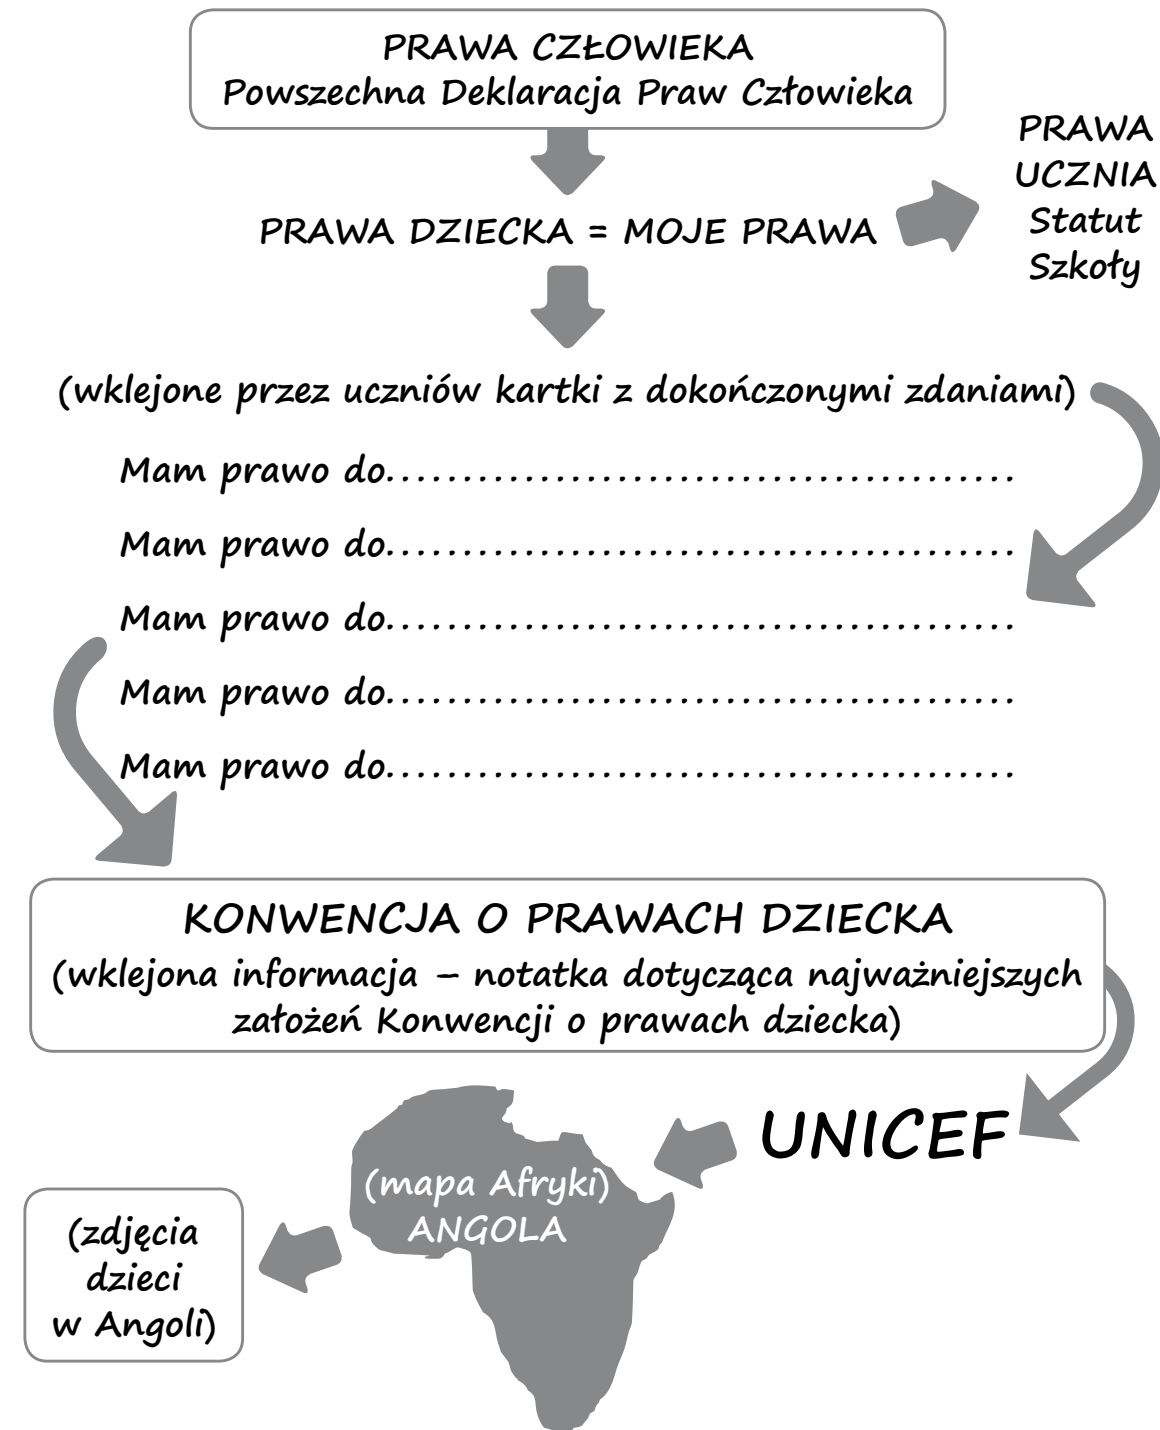 PRAWA CZŁOWIEKA
Powszechna Deklaracja Praw Człowieka
PRAWA
UCZNIA
Statut
Szkoły
PRAWA DZIECKA = MOJE PRAWA
(wklejone przez uczniów kartki z dokończonymi zdaniami)
Mam prawo do.........................................
Mam prawo do.........................................
Mam prawo do.........................................
Mam prawo do.........................................
Mam prawo do.........................................
KONWENCJA O PRAWACH DZIECKA
(wklejona informacja – notatka dotycząca najważniejszych
założeń Konwencji o prawach dziecka)
UNICEF
(mapa Afryki)
ANGOLA
(zdjęcia
dzieci
w Angoli)